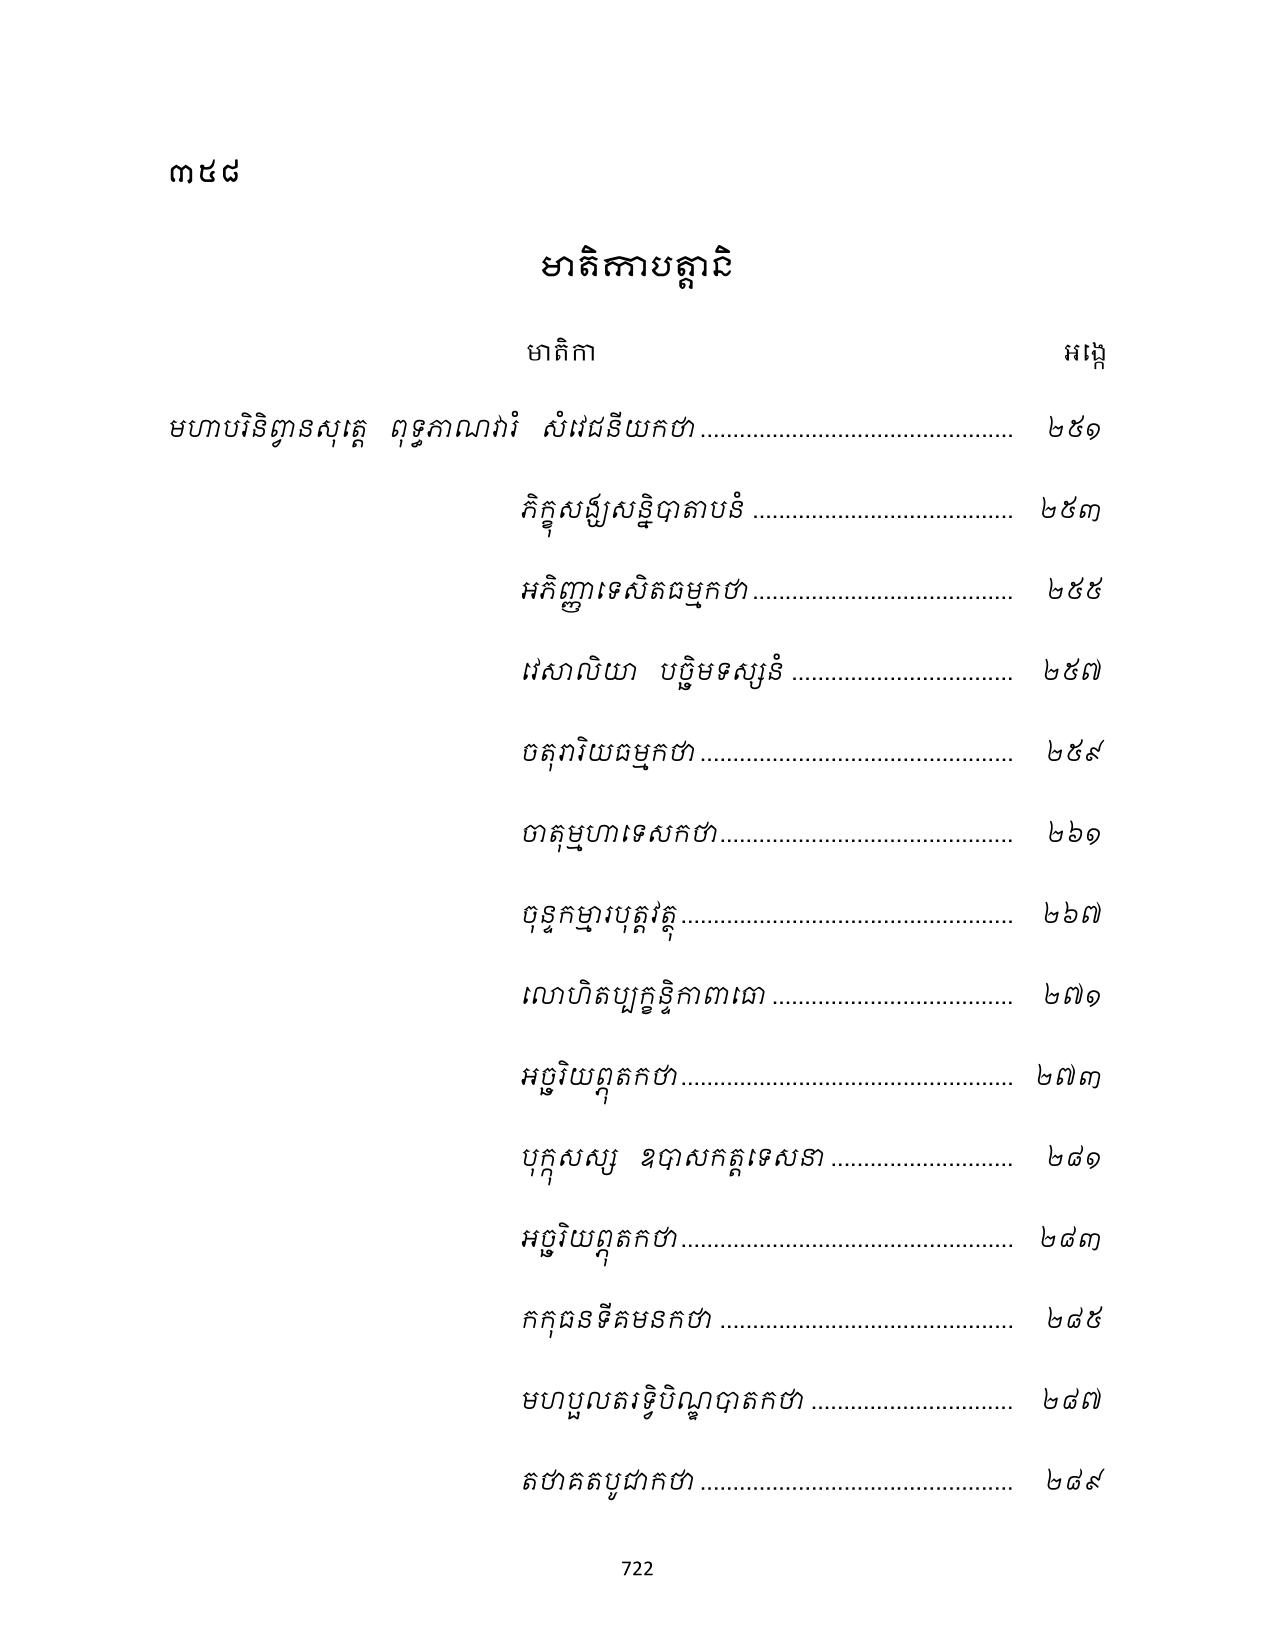 ៣៥៨
មាតិកាបត្តានិ
មាតិកា អង្កេ
មហាបរិនិព្វានសុត្តេ ពុទ្ធភាណវារំ សំវេជនីយកថា ................................................ ២៥១
ភិក្ខុសង្ឃសន្និបាតាបនំ ........................................ ២៥៣
អភិញ្ញាទេសិតធម្មកថា ........................................ ២៥៥
វេសាលិយា បច្ឆិមទស្សនំ .................................. ២៥៧
ចតុរារិយធម្មកថា ................................................ ២៥៩
ចាតុម្មហាទេសកថា ............................................. ២៦១
ចុន្ទកម្មារបុត្តវត្ថុ ................................................... ២៦៧
លោហិតប្បក្ខន្ទិកាពាធោ ..................................... ២៧១
អច្ឆរិយព្ភុតកថា ................................................... ២៧៣
បុក្កុសស្ស ឧបាសកត្តទេសនា ............................ ២៨១
អច្ឆរិយព្ភុតកថា ................................................... ២៨៣
កកុធនទីគមនកថា ............................................. ២៨៥
មហប្ផលតរទ្វិបិណ្ឌបាតកថា ............................... ២៨៧
តថាគតបូជាកថា ................................................ ២៨៩
722